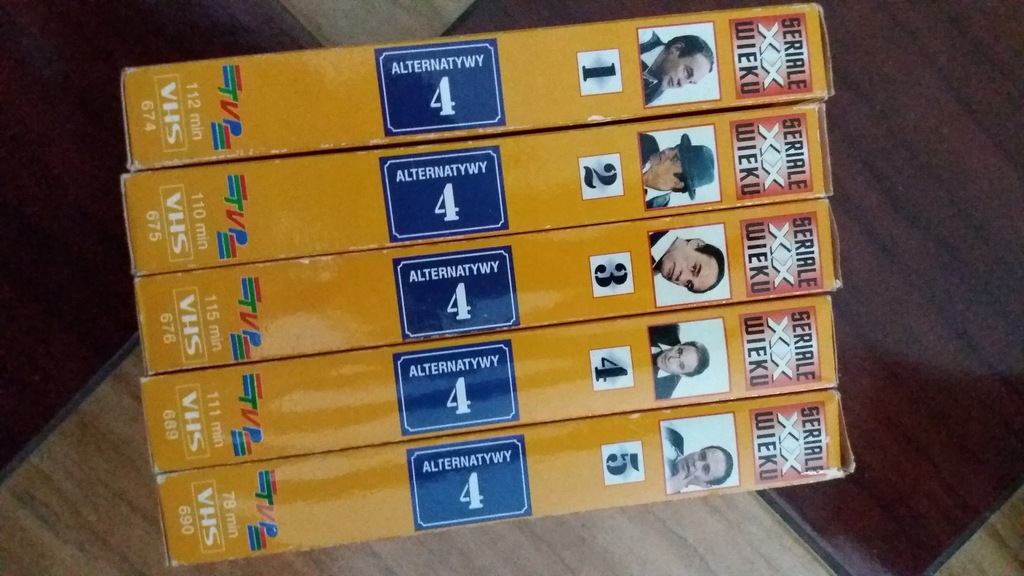 SERIALE
XX
WIEKU
1
ALTERNATYWY
4
TVP
112 min
VHS
674
SERIALE
XX
WIEKU
2
ALTERNATYWY
4
TVP
110 min
VHS
675
SERIALE
XX
WIEKU
3
ALTERNATYWY
4
TVP
115 min
VHS
676
SERIALE
XX
WIEKU
4
ALTERNATYWY
4
TVP
111 min
VHS
689
SERIALE
XX
WIEKU
5
ALTERNATYWY
4
TVP
78 min
VHS
690